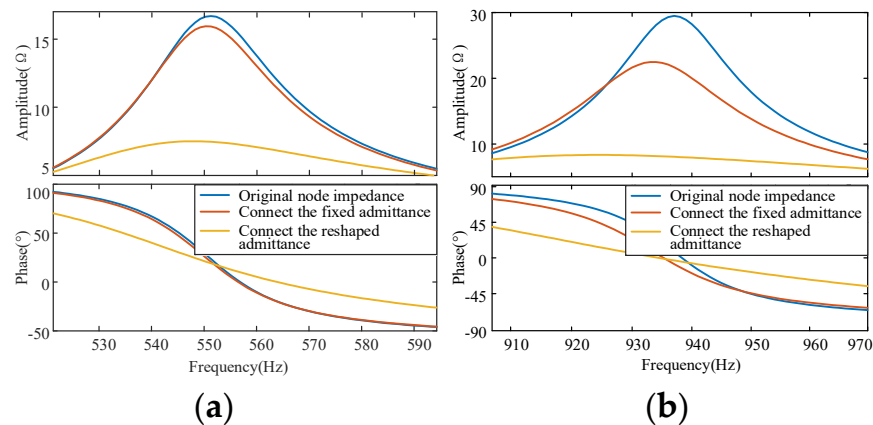 15
10
5
Amplitude( Ω )
100
50
0
-50
Phase(°)
Original node impedance
Connect the fixed admittance
Connect the reshaped
admittance
530 540 550 560 570 580 590
Frequency(Hz)
(a)
30
20
10
Amplitude( Ω )
90
45
0
-45
-90
Phase(°)
Original node impedance
Connect the fixed admittance
Connect the reshaped
admittance
910 920 930 940 950 960 970
Frequency(Hz)
(b)